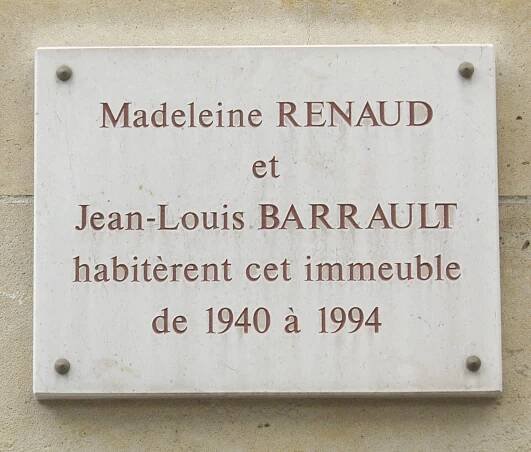 Madeleine RENAUD
et
Jean-Louis BARRAULT
habitèrent cet immeuble
de 1940 à 1994